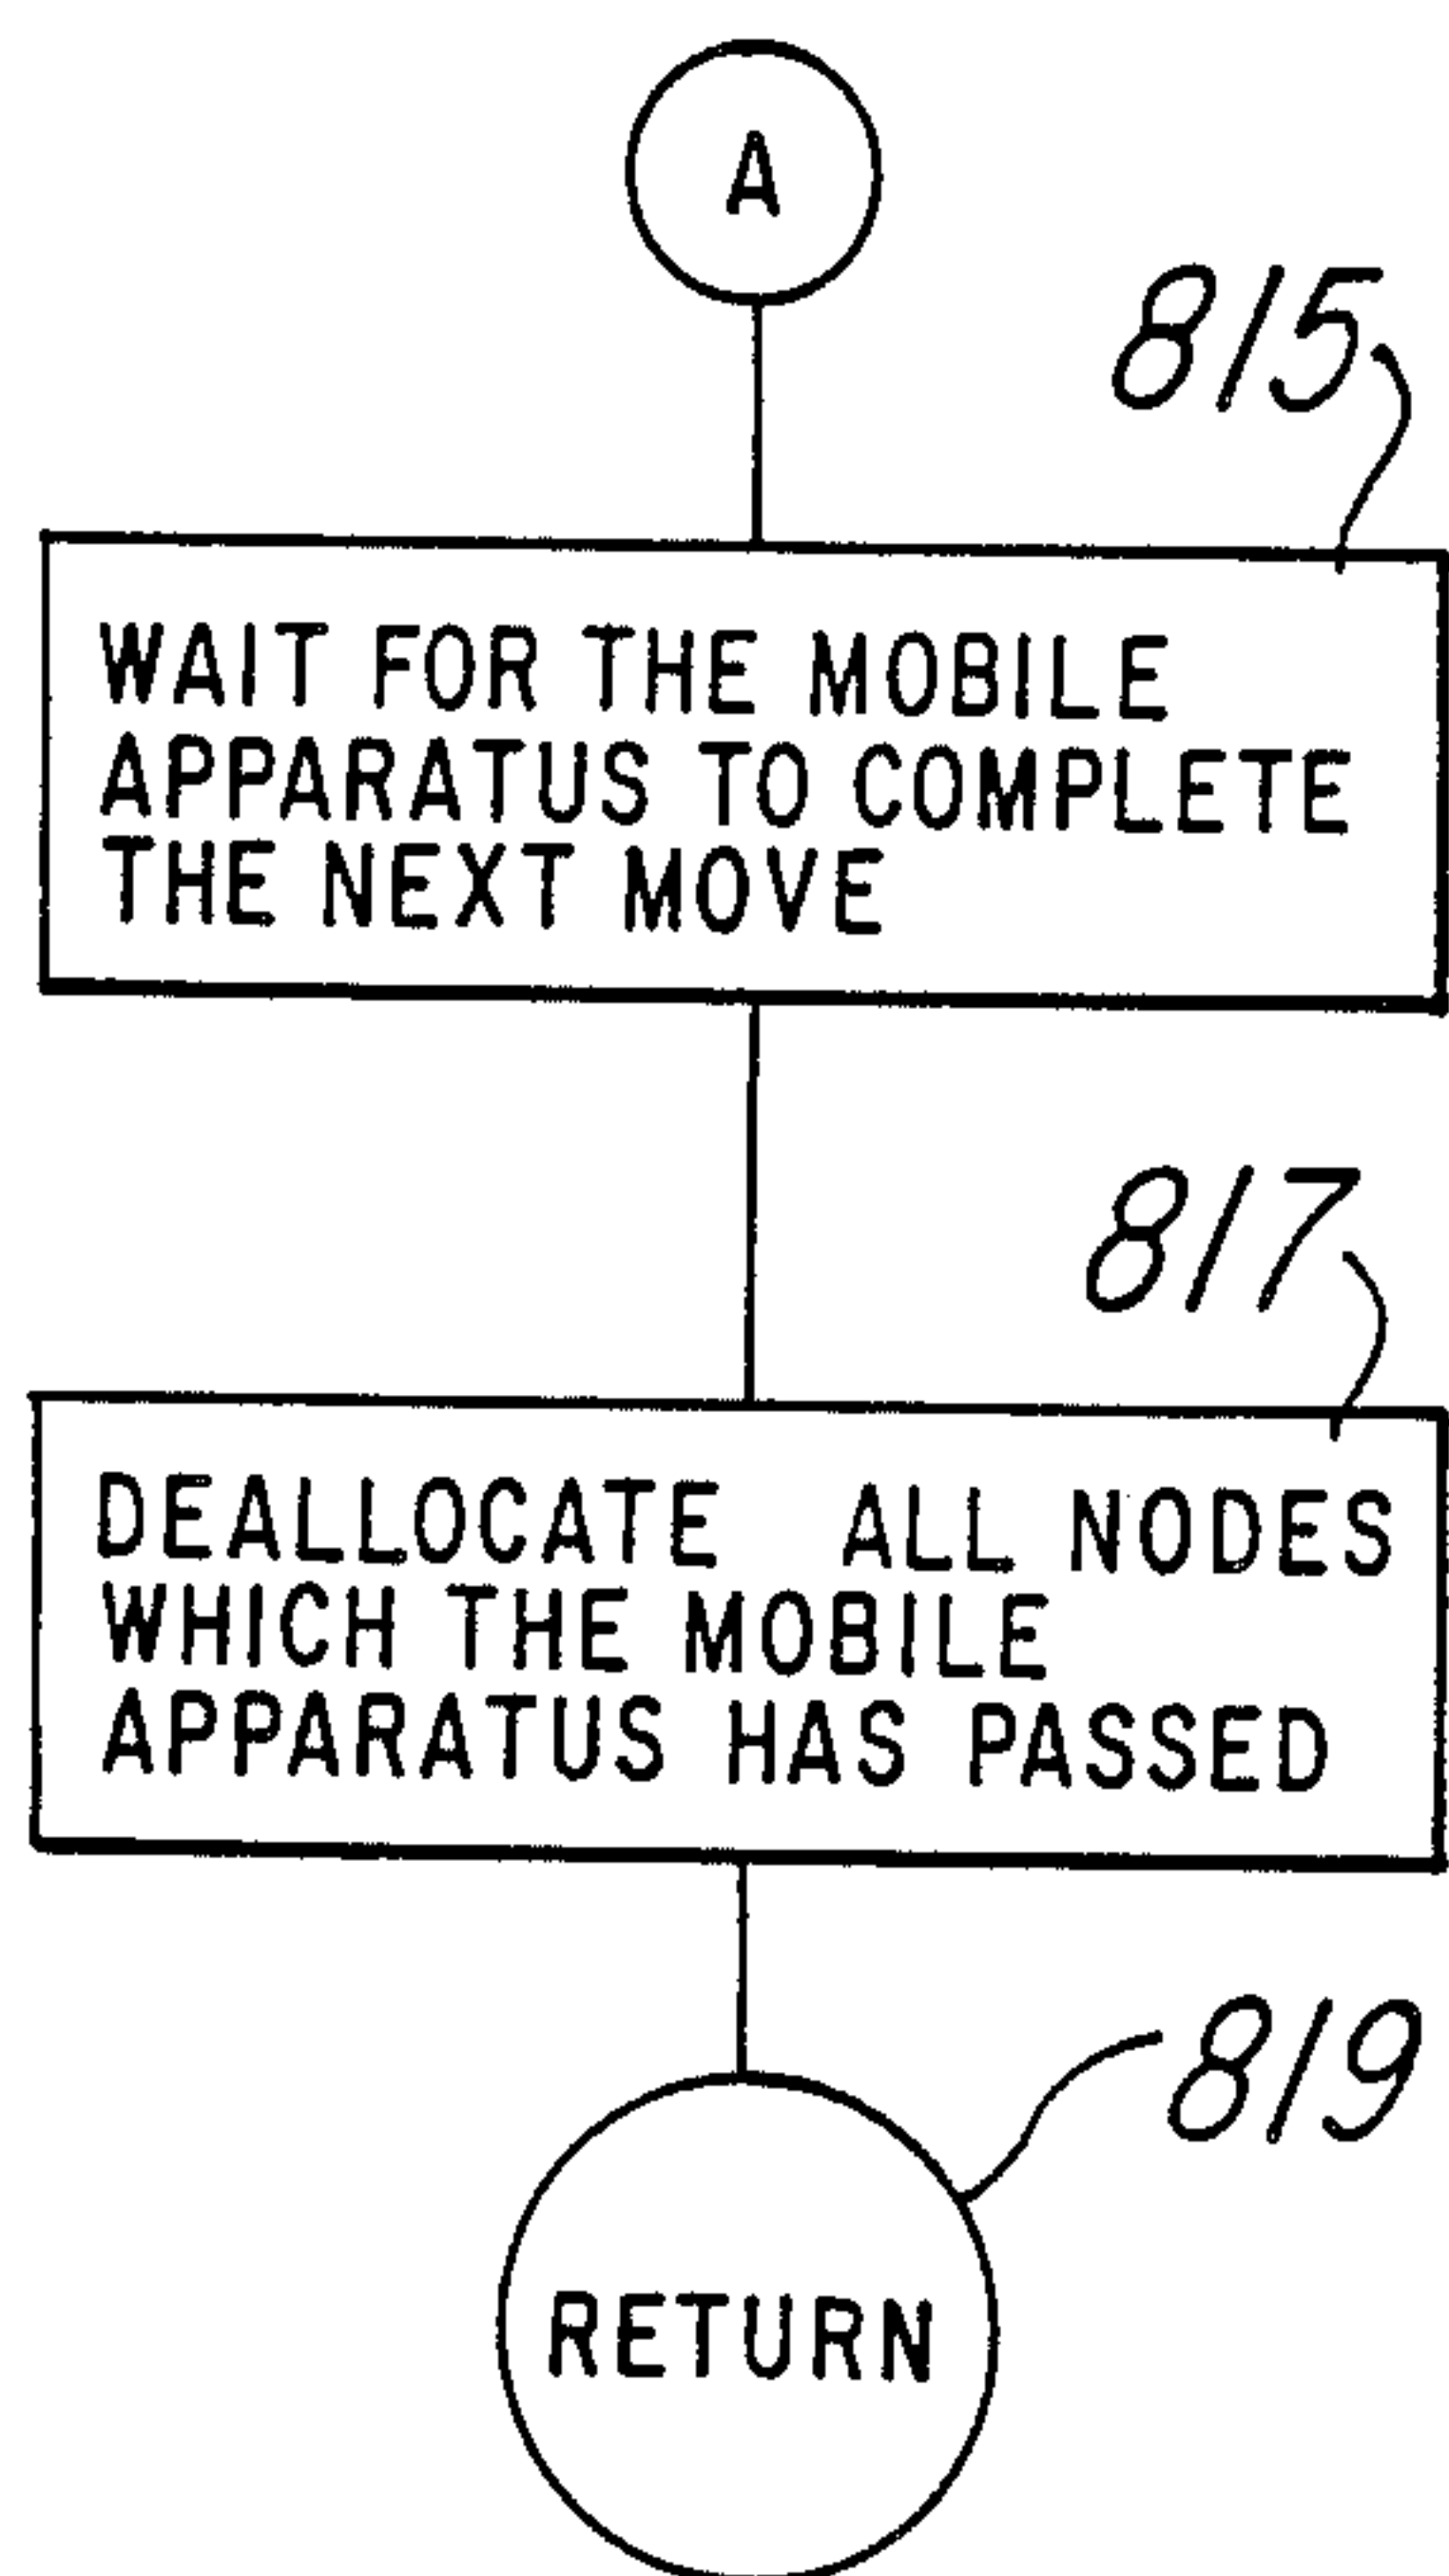 A
815
WAIT FOR THE MOBILE
APPARATUS TO COMPLETE
THE NEXT MOVE
817
DEALLOCATE ALL NODES
WHICH THE MOBILE
APPARATUS HAS PASSED
819
RETURN